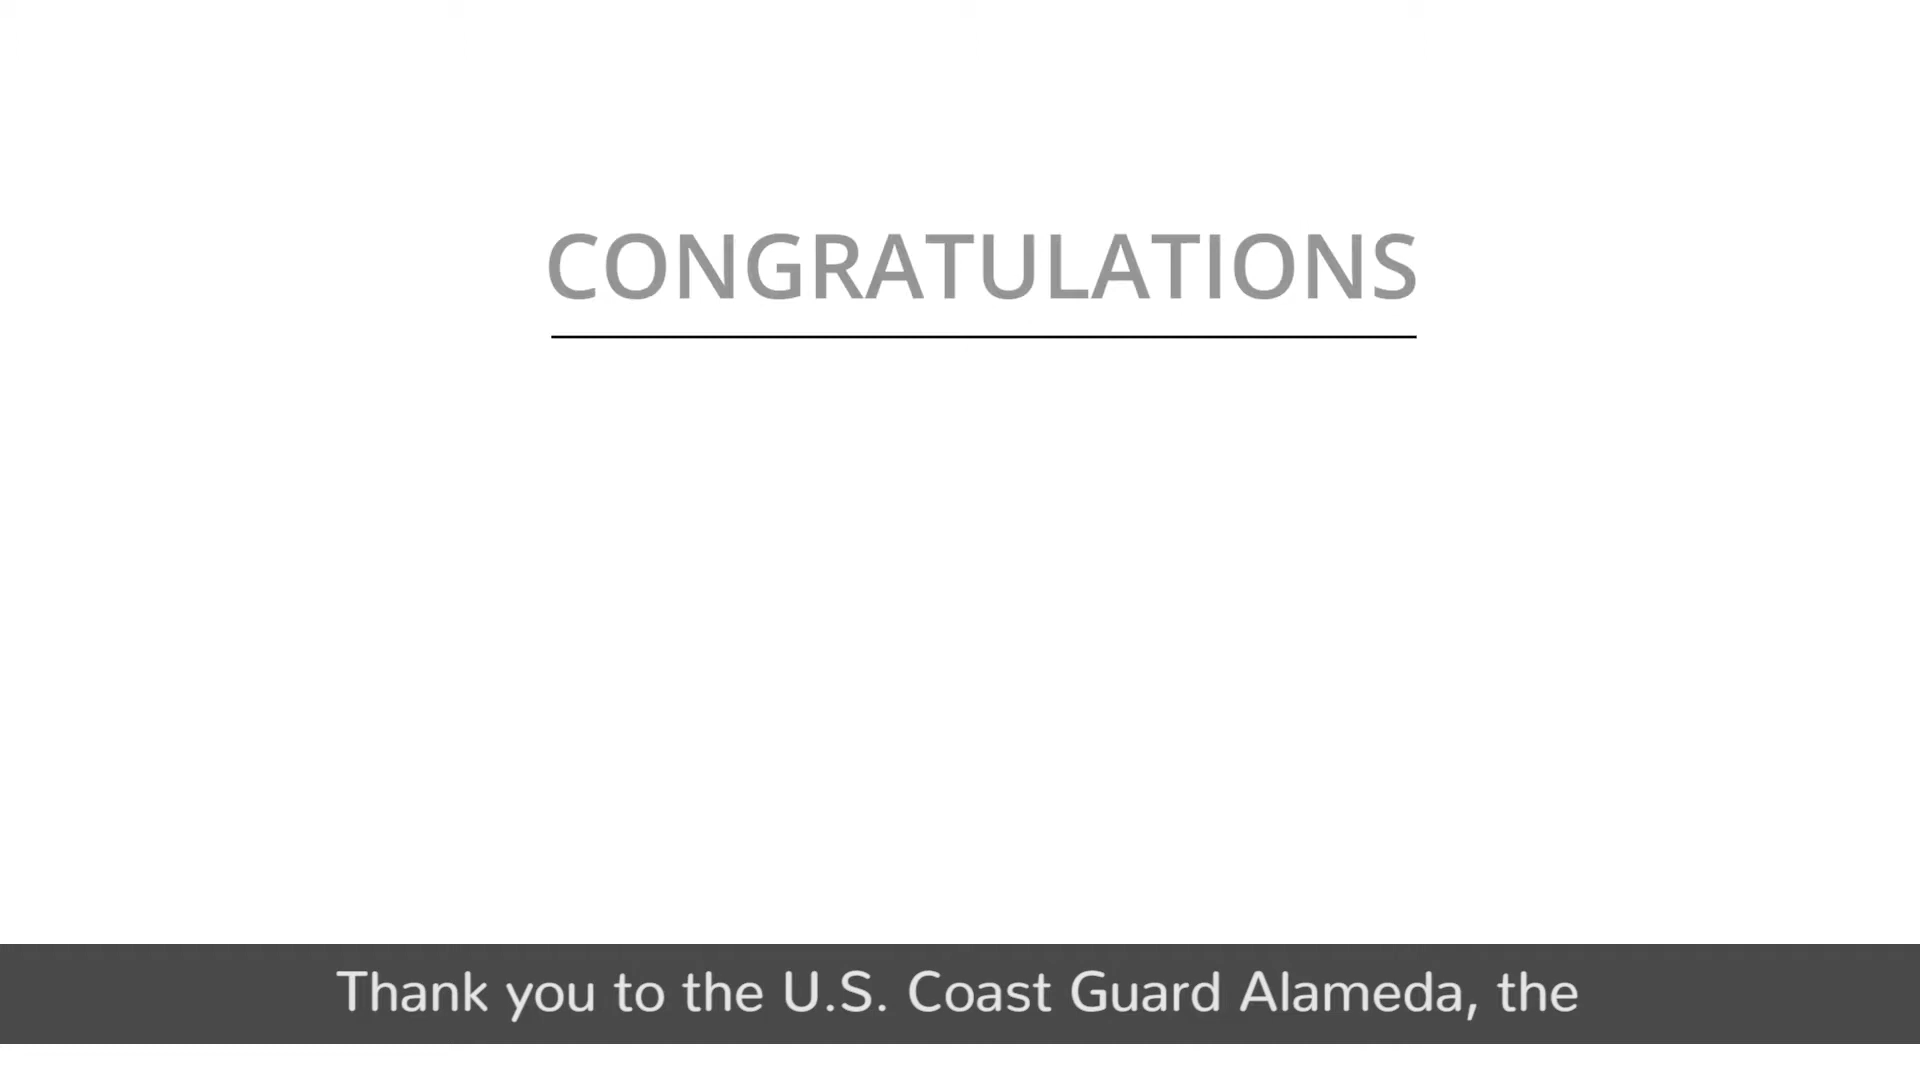 CONGRATULATIONS
Thank you to the U.S. Coast Guard Alameda, the